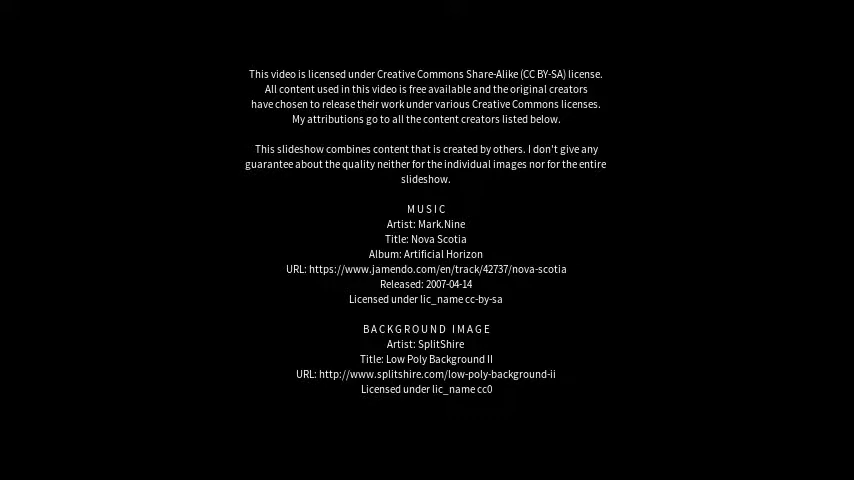 This video is licensed under Creative Commons Share-Alike (CC BY-SA) license.
All content used in this video is free available and the original creators
have chosen to release their work under various Creative Commons licenses.
My attributions go to all the content creators listed below.
This slideshow combines content that is created by others. I don't give any
guarantee about the quality neither for the individual images nor for the entire
slideshow.
MUSIC
Artist: Mark.Nine
Title: Nova Scotia
Album: Artificial Horizon
URL: https://www.jamendo.com/en/track/42737/nova-scotia
Released: 2007-04-14
Licensed under lic_name cc-by-sa
BACKGROUND IMAGE
Artist: SplitShire
Title: Low Poly Background II
URL: http://www.splitshire.com/low-poly-background-ii
Licensed under lic_name cc0